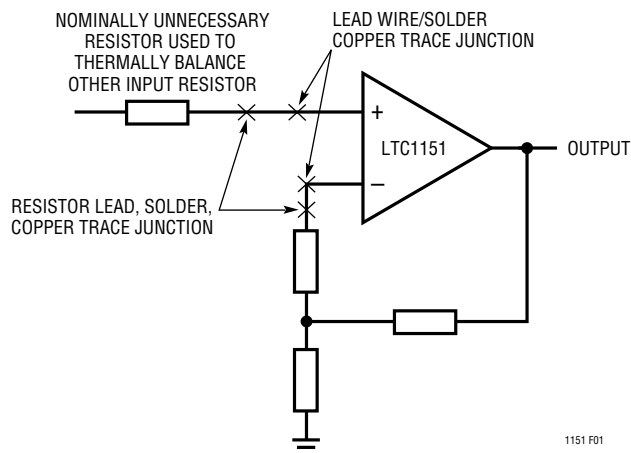 NOMINALLY UNNECESSARY
RESISTOR USED TO
THERMALLY BALANCE
OTHER INPUT RESISTOR
LEAD WIRE/SOLDER
COPPER TRACE JUNCTION
+
LTC1151
–
OUTPUT
RESISTOR LEAD, SOLDER,
COPPER TRACE JUNCTION
1151 F01